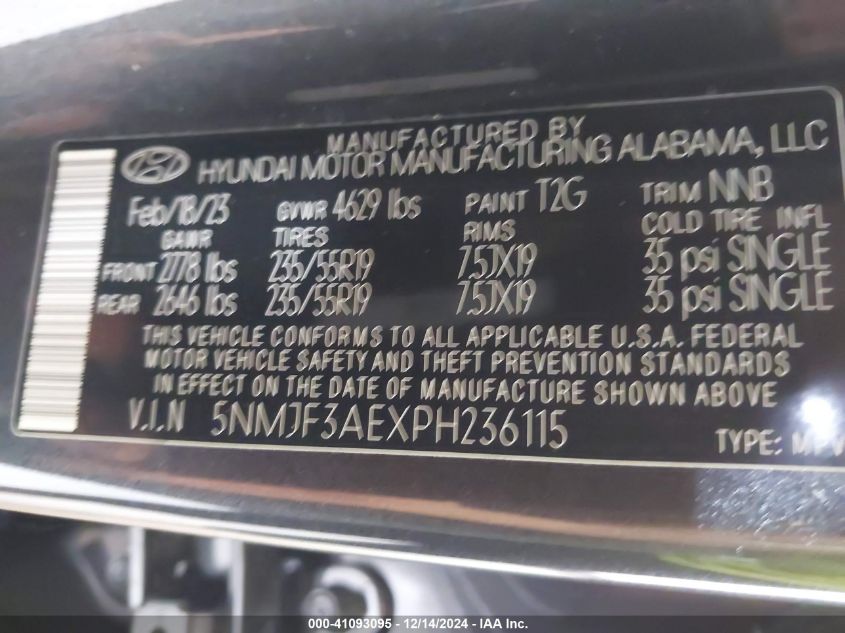 MANUFACTURED BY
HYUNDAI MOTOR MANUFACTURING ALABAMA, LLC
Feb/18/23 GVWR 4629 lbs PAINT T2G TRIM NNB
GAWR TIRES RIMS COLD TIRE INFL
FRONT 2778 lbs 235/55R19 7.5JX19 35 psi SINGLE
REAR 2646 lbs 235/55R19 7.5JX19 35 psi SINGLE
THIS VEHICLE CONFORMS TO ALL APPLICABLE U.S.A. FEDERAL
MOTOR VEHICLE SAFETY AND THEFT PREVENTION STANDARDS
IN EFFECT ON THE DATE OF MANUFACTURE SHOWN ABOVE
V.I.N 5NMJF3AEXPH236115 TYPE: MPV
000-41093095 - 12/14/2024 - IAA Inc.